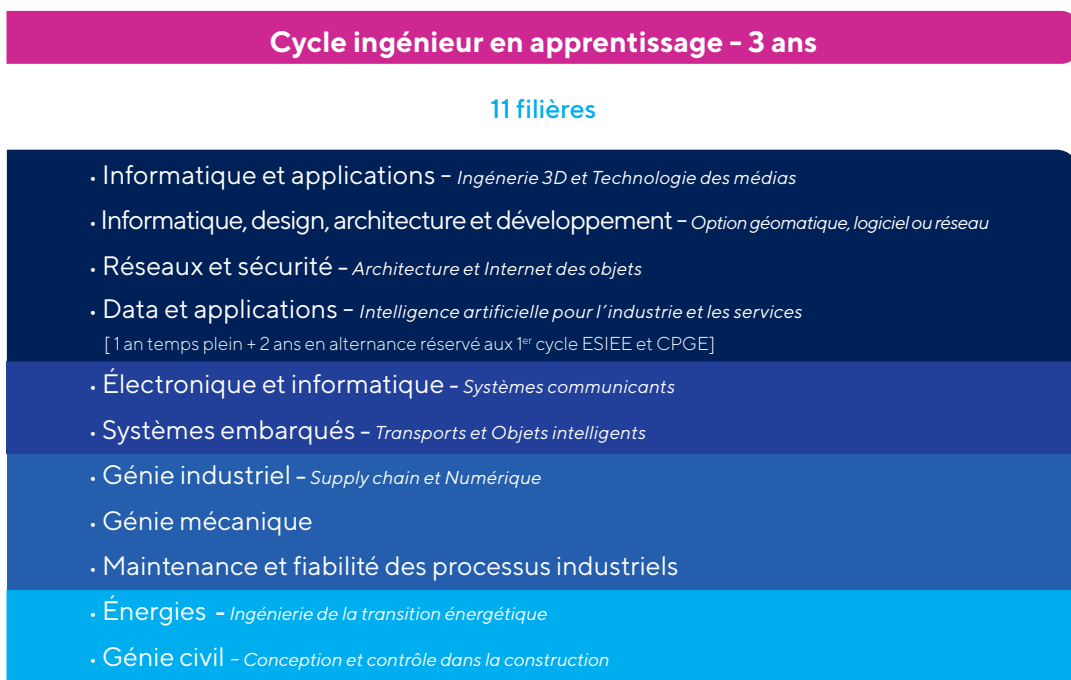 Cycle ingénieur en apprentissage - 3 ans
11 filières
• Informatique et applications - Ingénerie 3D et Technologie des médias
• Informatique, design, architecture et développement - Option géomatique, logiciel ou réseau
• Réseaux et sécurité - Architecture et Internet des objets
• Data et applications - Intelligence artificielle pour l'industrie et les services
[ 1 an temps plein + 2 ans en alternance réservé aux 1er cycle ESIEE et CPGE]
• Électronique et informatique - Systèmes communicants
• Systèmes embarqués - Transports et Objets intelligents
• Génie industriel - Supply chain et Numérique
• Génie mécanique
• Maintenance et fiabilité des processus industriels
• Énergies - Ingénierie de la transition énergétique
• Génie civil - Conception et contrôle dans la construction